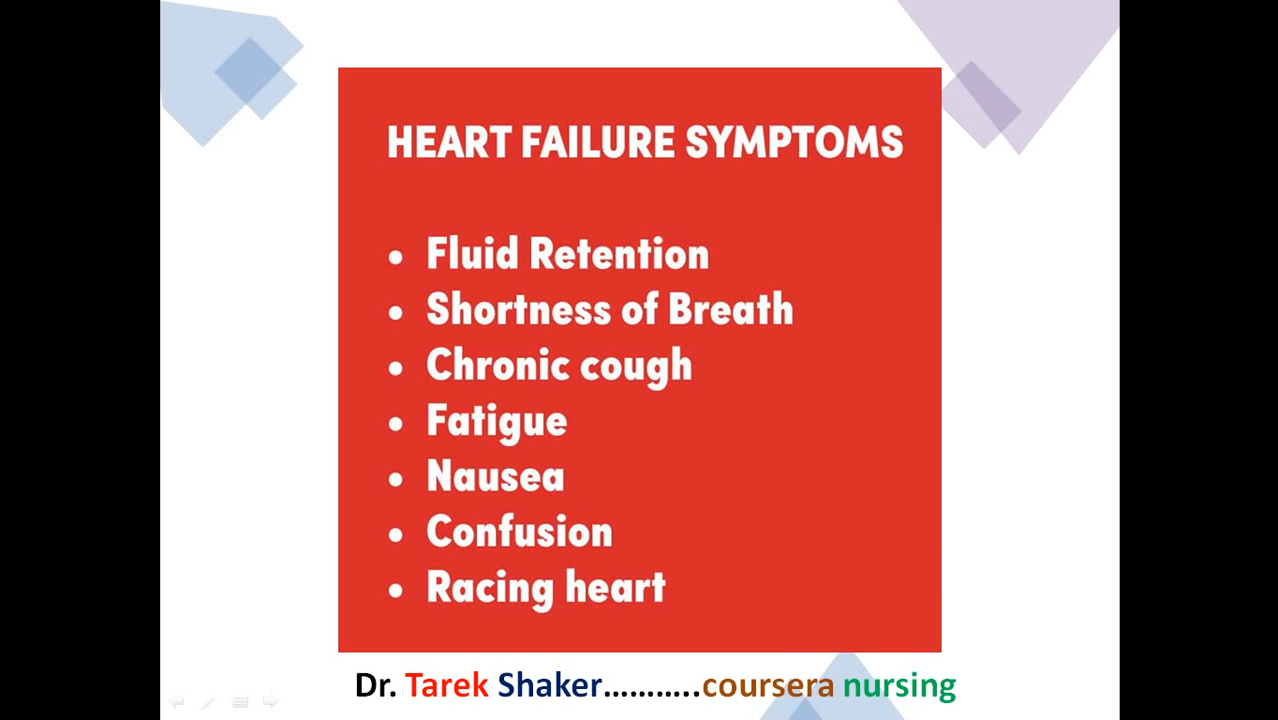 HEART FAILURE SYMPTOMS
• Fluid Retention
• Shortness of Breath
• Chronic cough
• Fatigue
• Nausea
• Confusion
• Racing heart
Dr. Tarek Shaker………..coursera nursing